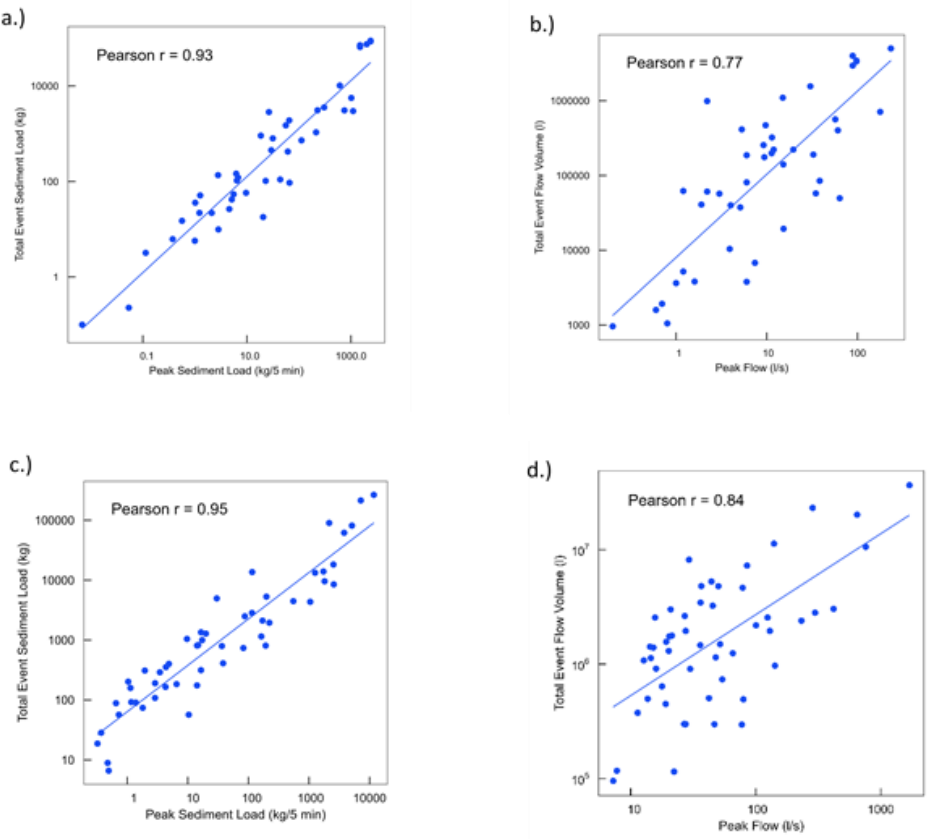 a.)
Pearson r = 0.93
Total Event Sediment Load (kg)
10000
100
1
0.1
10.0
1000.0
Peak Sediment Load (kg/5 min)
b.)
Pearson r = 0.77
Total Event Flow Volume (l)
1000000
100000
10000
1000
1
10
100
Peak Flow (l/s)
c.)
Pearson r = 0.95
Total Event Sediment Load (kg)
100000
10000
1000
100
10
1
10
100
1000
10000
Peak Sediment Load (kg/5 min)
d.)
Pearson r = 0.84
Total Event Flow Volume (l)
10⁷
10⁶
10⁵
10
100
1000
Peak Flow (l/s)